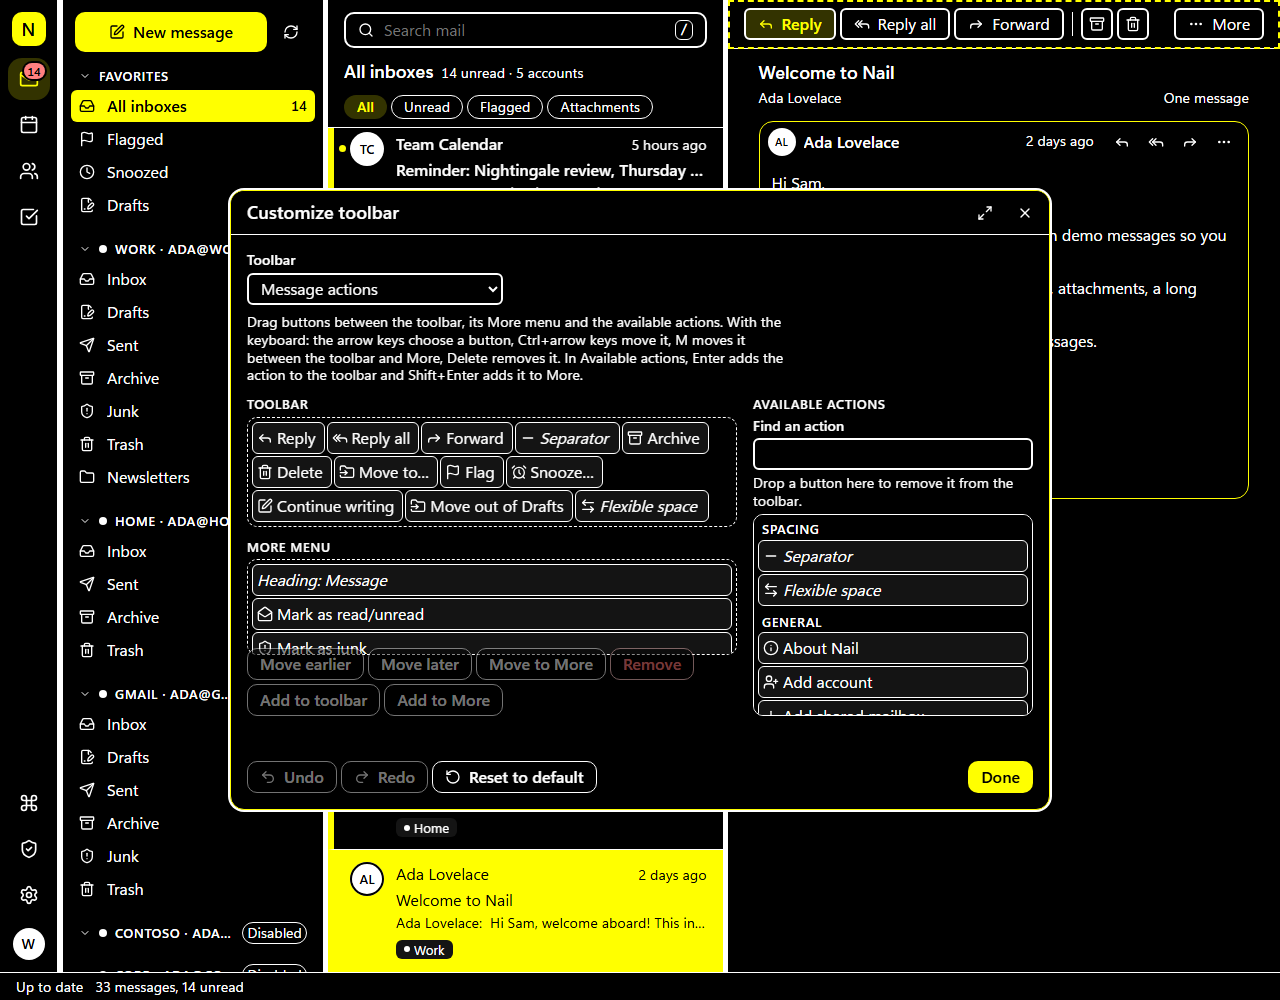 N
New message
14
FAVORITES
All inboxes 14
Flagged
Snoozed
Drafts
WORK · ADA@WO
Inbox
Drafts
Sent
Archive
Junk
Trash
Newsletters
HOME · ADA@HO
Inbox
Sent
Archive
Trash
GMAIL · ADA@G...
Inbox
Drafts
Sent
Archive
Junk
Trash
CONTOSO · ADA... Disabled
W
Search mail /
All inboxes 14 unread · 5 accounts
All Unread Flagged Attachments
TC Team Calendar 5 hours ago
Reminder: Nightingale review, Thursday ...
Home
AL Ada Lovelace 2 days ago
Welcome to Nail
Ada Lovelace: Hi Sam, welcome aboard! This in...
Work
Reply Reply all Forward More
Welcome to Nail
Ada Lovelace One message
AL Ada Lovelace 2 days ago
Hi Sam,
demo messages so you
attachments, a long
Customize toolbar
Toolbar
Message actions
Drag buttons between the toolbar, its More menu and the available actions. With the
keyboard: the arrow keys choose a button, Ctrl+arrow keys move it, M moves it
between the toolbar and More, Delete removes it. In Available actions, Enter adds the
action to the toolbar and Shift+Enter adds it to More.
TOOLBAR
Reply Reply all Forward Separator Archive
Delete Move to... Flag Snooze...
Continue writing Move out of Drafts Flexible space
MORE MENU
Heading: Message
Mark as read/unread
Mark as junk
Move earlier Move later Move to More Remove
Add to toolbar Add to More
AVAILABLE ACTIONS
Find an action
Drop a button here to remove it from the
toolbar.
SPACING
Separator
Flexible space
GENERAL
About Nail
Add account
Add shared mailbox
Undo Redo Reset to default Done
Up to date 33 messages, 14 unread